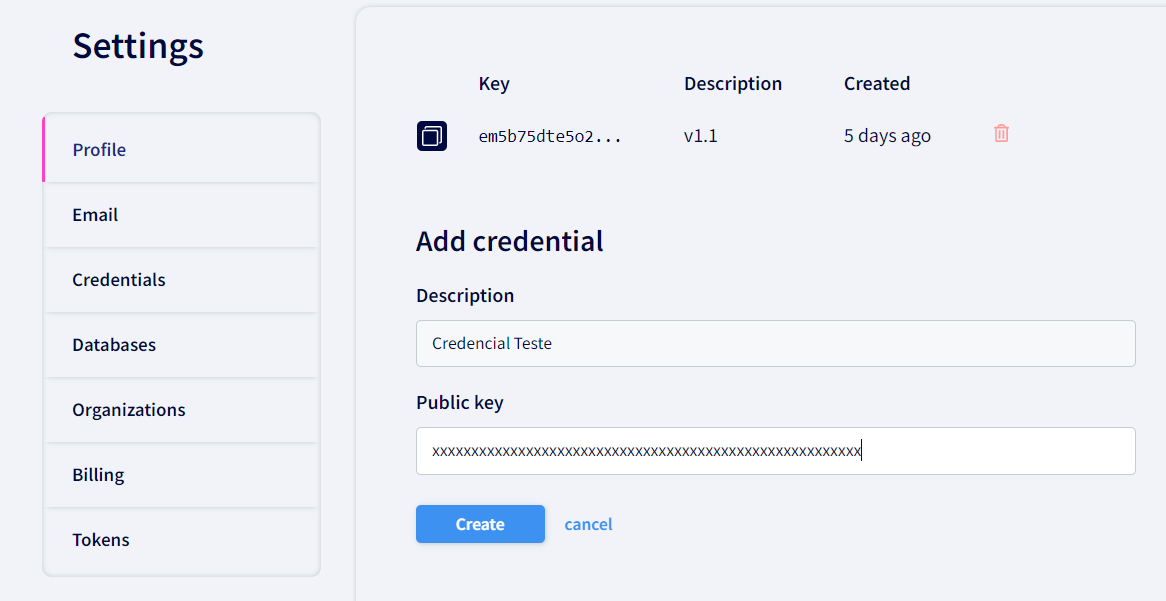 Settings
Profile
Email
Credentials
Databases
Organizations
Billing
Tokens
Key Description Created
em5b75dte5o2... v1.1 5 days ago
Add credential
Description
Credencial Teste
Public key
xxxxxxxxxxxxxxxxxxxxxxxxxxxxxxxxxxxxxxxxxxxxxxxxxxxxxxx
Create cancel